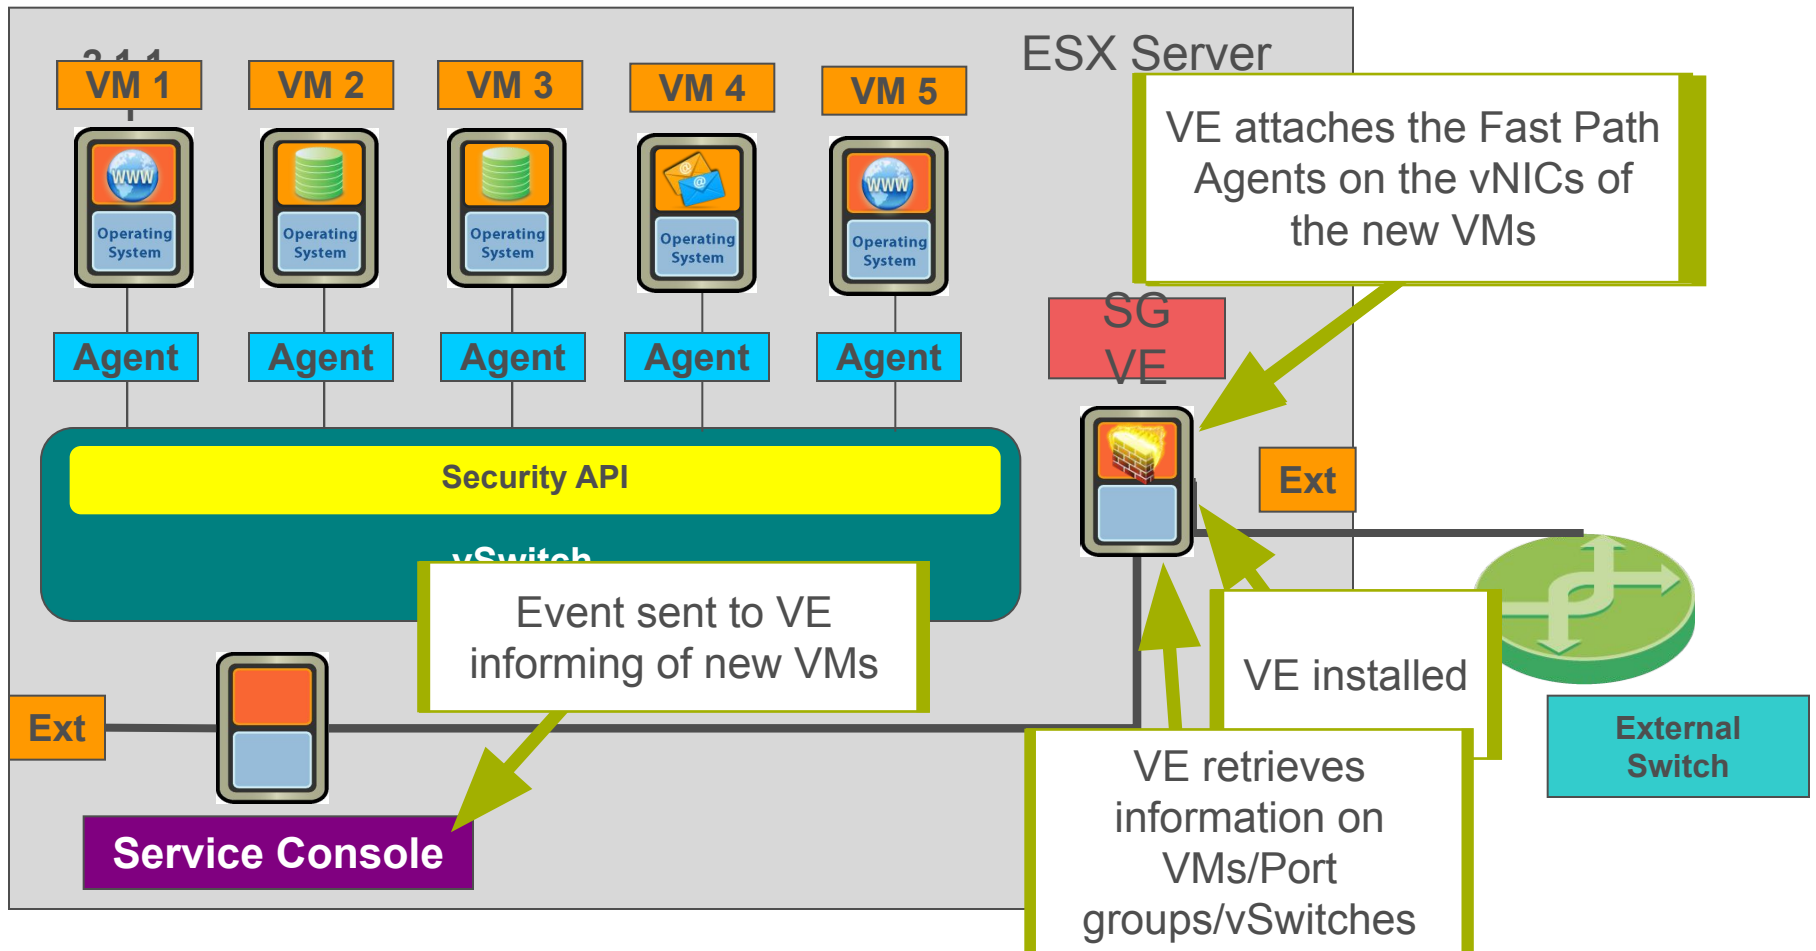 ESX Server
VM 1
VM 2
VM 3
VM 4
VM 5
VE attaches the Fast Path
Agents on the vNICs of
the new VMs
WWW
Operating
System
Operating
System
Operating
System
@
@
Operating
System
WWW
Operating
System
SG
VE
Agent
Agent
Agent
Agent
Agent
Security API
Ext
vSwitch
Event sent to VE
informing of new VMs
VE installed
Ext
External
Switch
VE retrieves
information on
VMs/Port
groups/vSwitches
Service Console